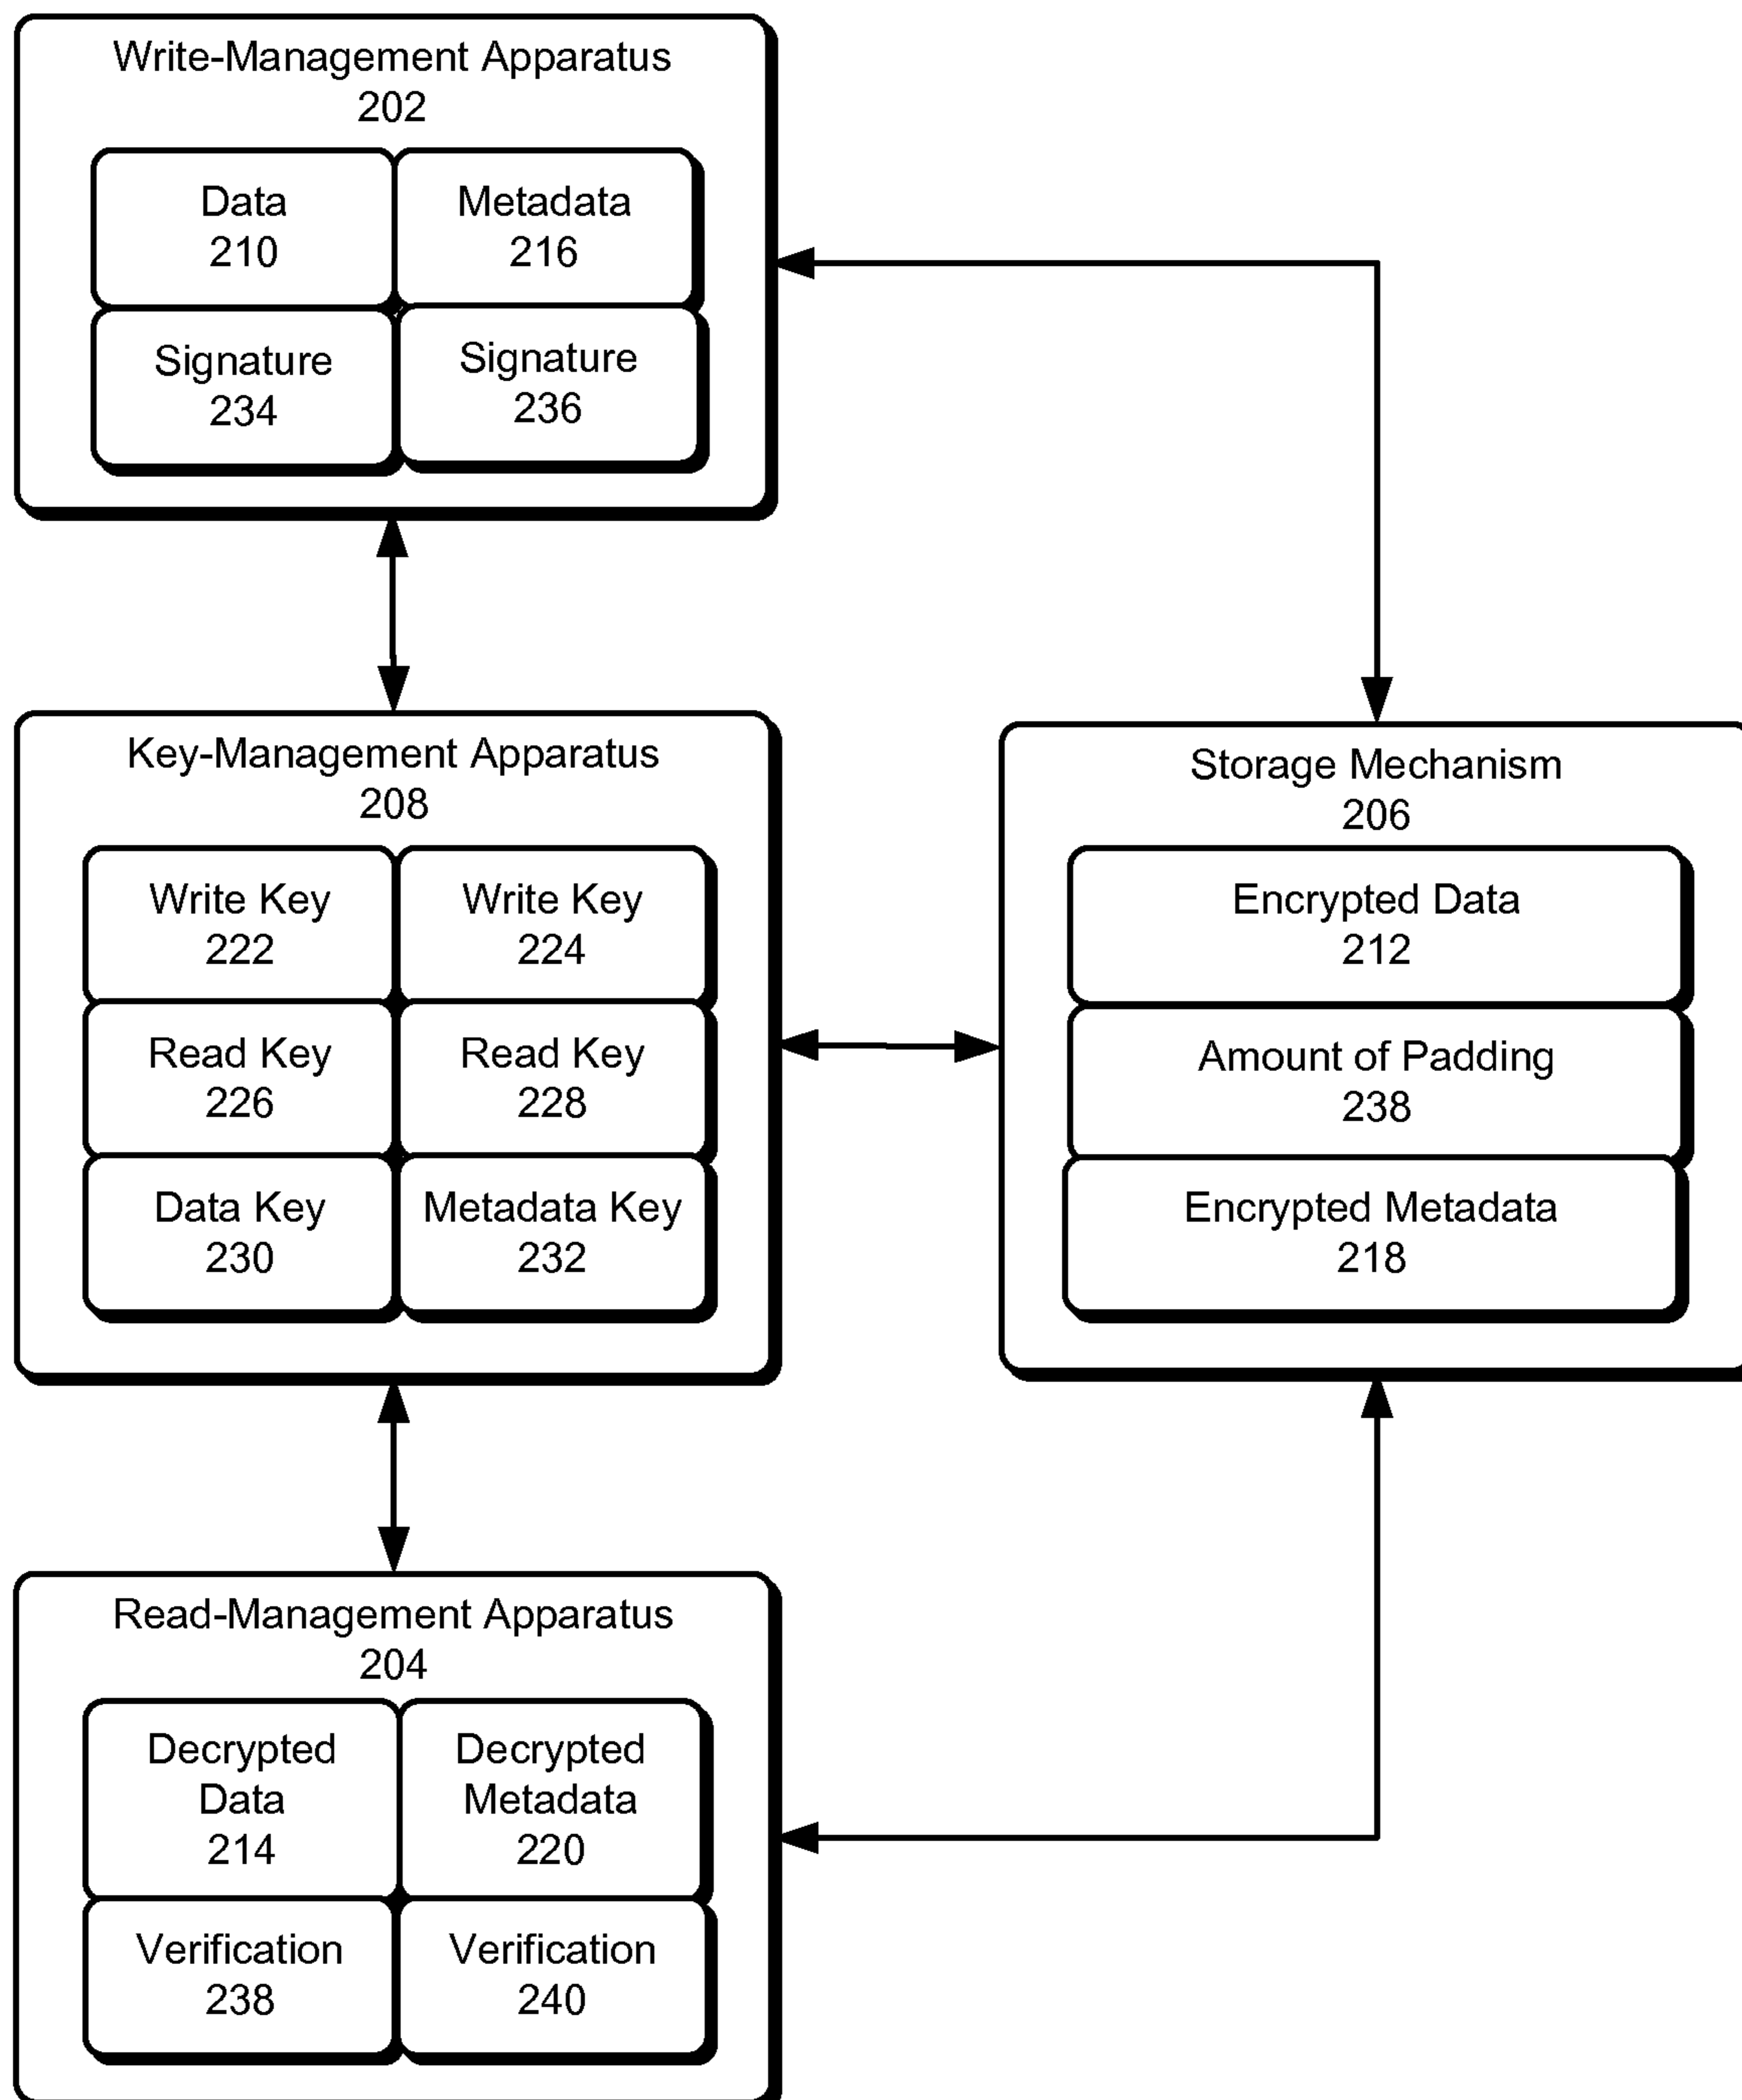 Write-Management Apparatus
202
Data
210
Metadata
216
Signature
234
Signature
236
Key-Management Apparatus
208
Write Key
222
Write Key
224
Read Key
226
Read Key
228
Data Key
230
Metadata Key
232
Storage Mechanism
206
Encrypted Data
212
Amount of Padding
238
Encrypted Metadata
218
Read-Management Apparatus
204
Decrypted
Data
214
Decrypted
Metadata
220
Verification
238
Verification
240